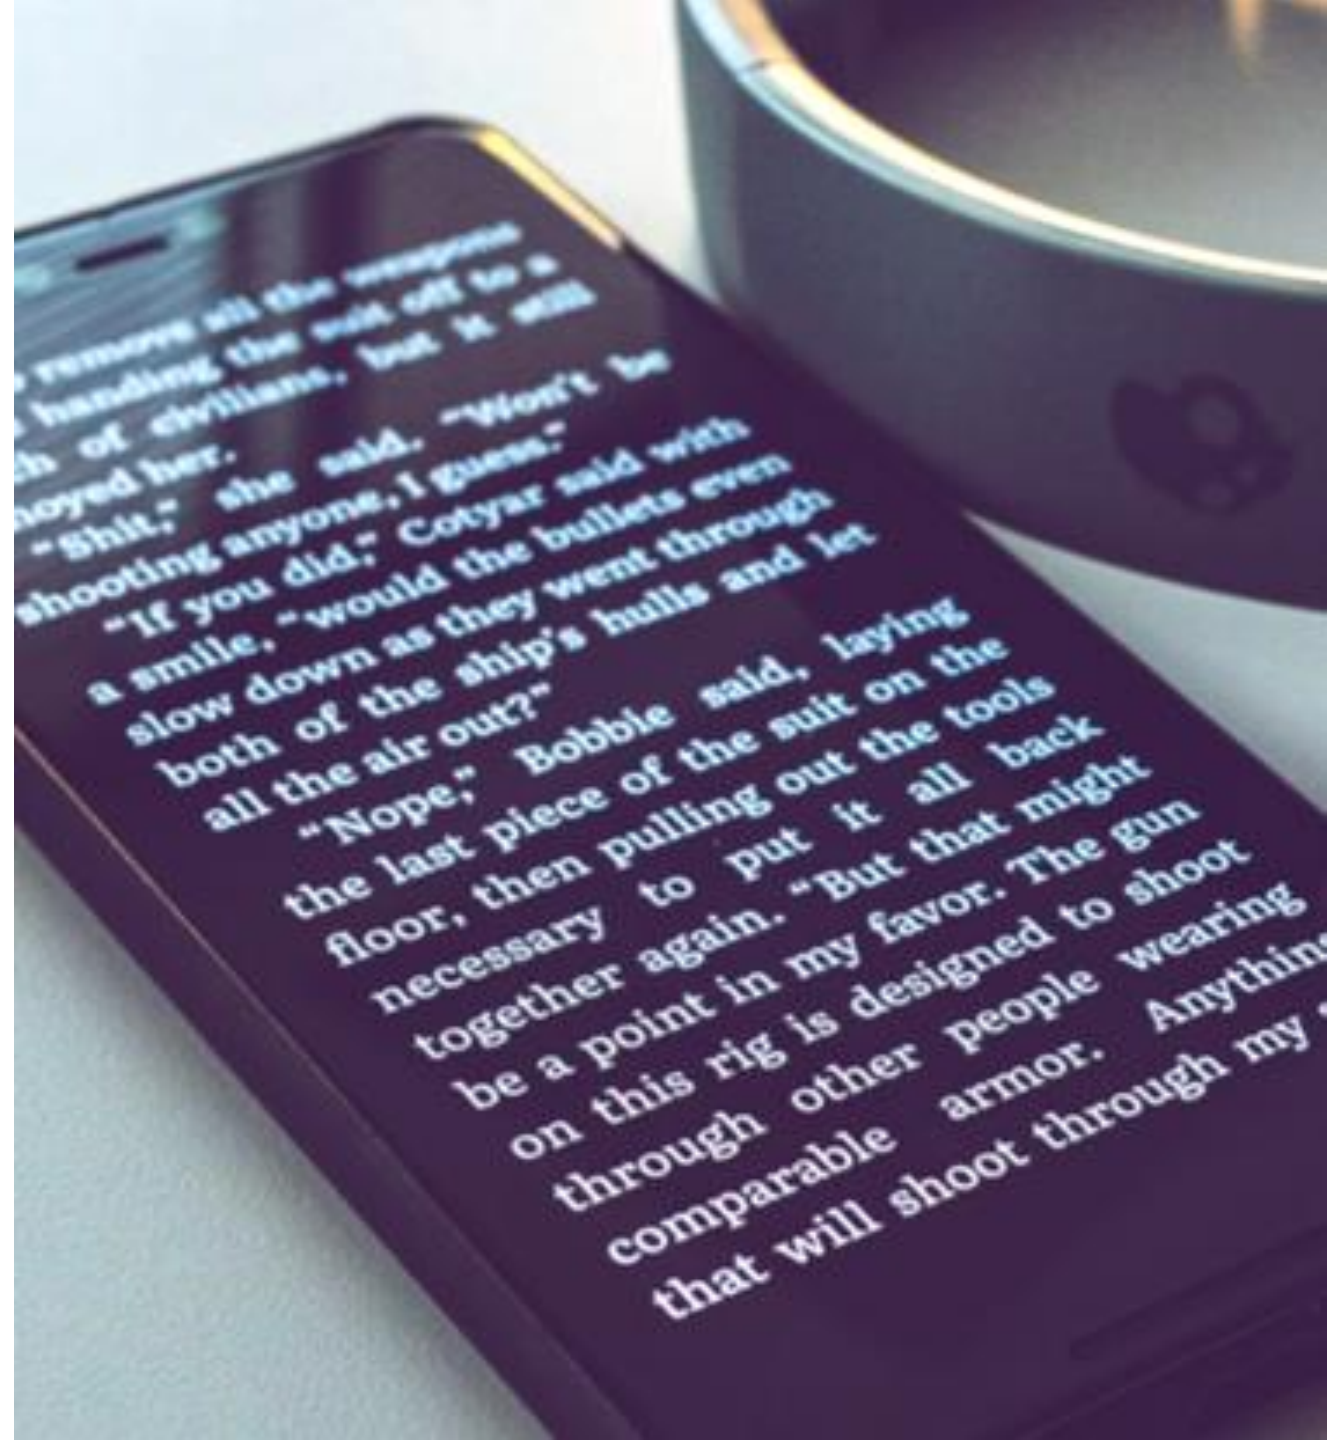 remove all the weapons
handing the suit off to a
of civilians, but it still
her.
“Shit,” she said. “Won’t be
shooting anyone, I guess.”
“If you did,” Cotyar said with
a smile, “would the bullets even
slow down as they went through
both of the ship’s hulls and let
all the air out?”
“Nope,” Bobbie said, laying
the last piece of the suit on the
floor, then pulling out the tools
necessary to put it all back
together again. “But that might
be a point in my favor. The gun
on this rig is designed to shoot
through other people wearing
comparable armor. Anything
that will shoot through my